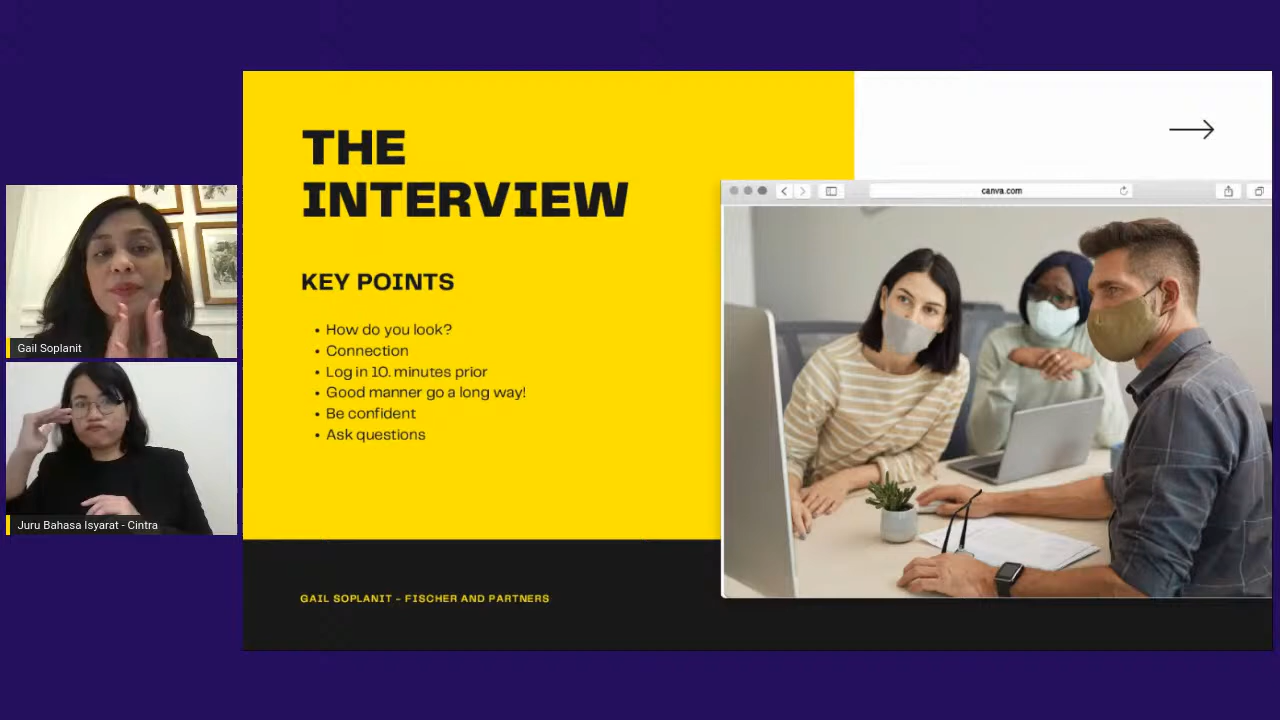 THE
INTERVIEW
KEY POINTS
• How do you look?
• Connection
• Log in 10. minutes prior
• Good manner go a long way!
• Be confident
• Ask questions
GAIL SOPLANIT - FISCHER AND PARTNERS
canva.com
Gail Soplanit
Juru Bahasa Isyarat - Cintra